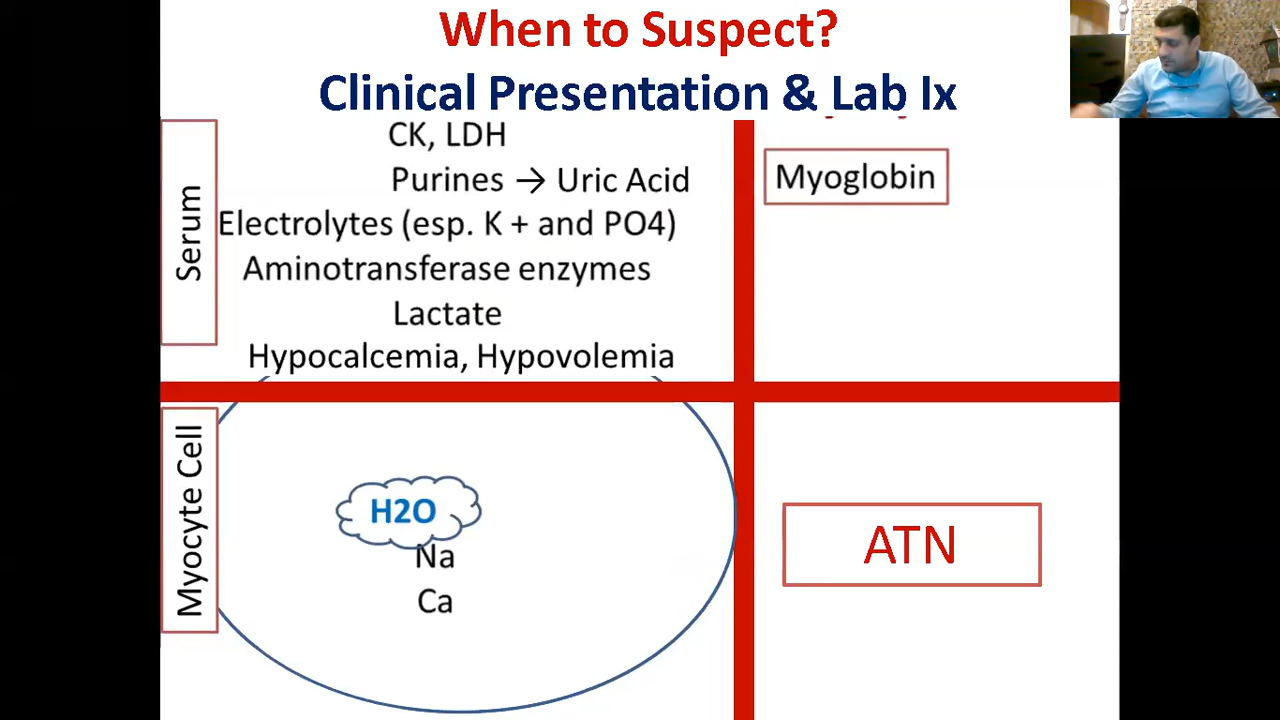 When to Suspect?
Clinical Presentation & Lab Ix
Serum
CK, LDH
Purines → Uric Acid
Electrolytes (esp. K + and PO4)
Aminotransferase enzymes
Lactate
Hypocalcemia, Hypovolemia
Myoglobin
Myocyte Cell
H2O
Na
Ca
ATN